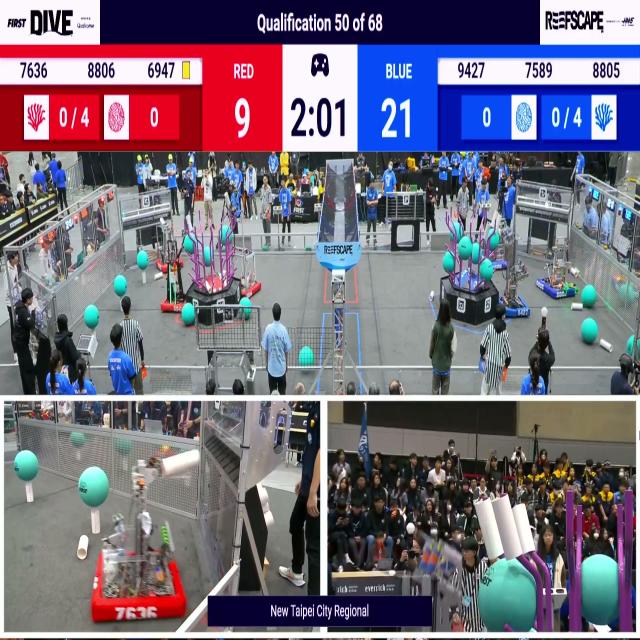 FIRST DIVE Qualcomm
Qualification 50 of 68
REEFSCAPE
7636 8806 6947
RED
BLUE
9427 7589 8805
0 / 4
0
9
2:01
21
0
0 / 4
REEFSCAPE
7636
everrich
New Taipei City Regional